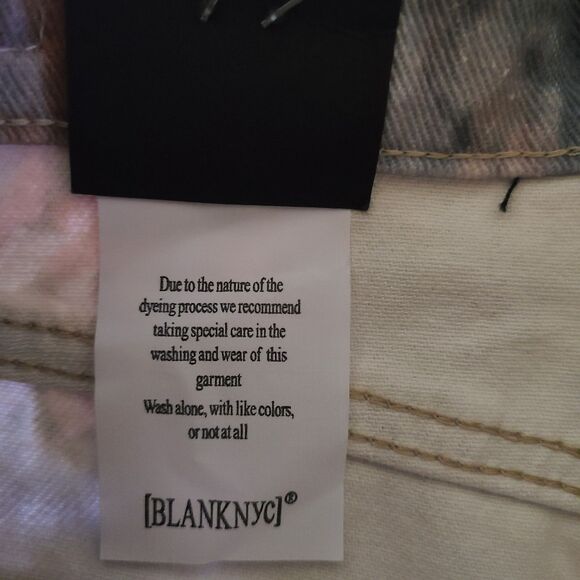 Due to the nature of the
dyeing process we recommend
taking special care in the
washing and wear of this
garment
Wash alone, with like colors,
or not at all
[BLANKNYC]®